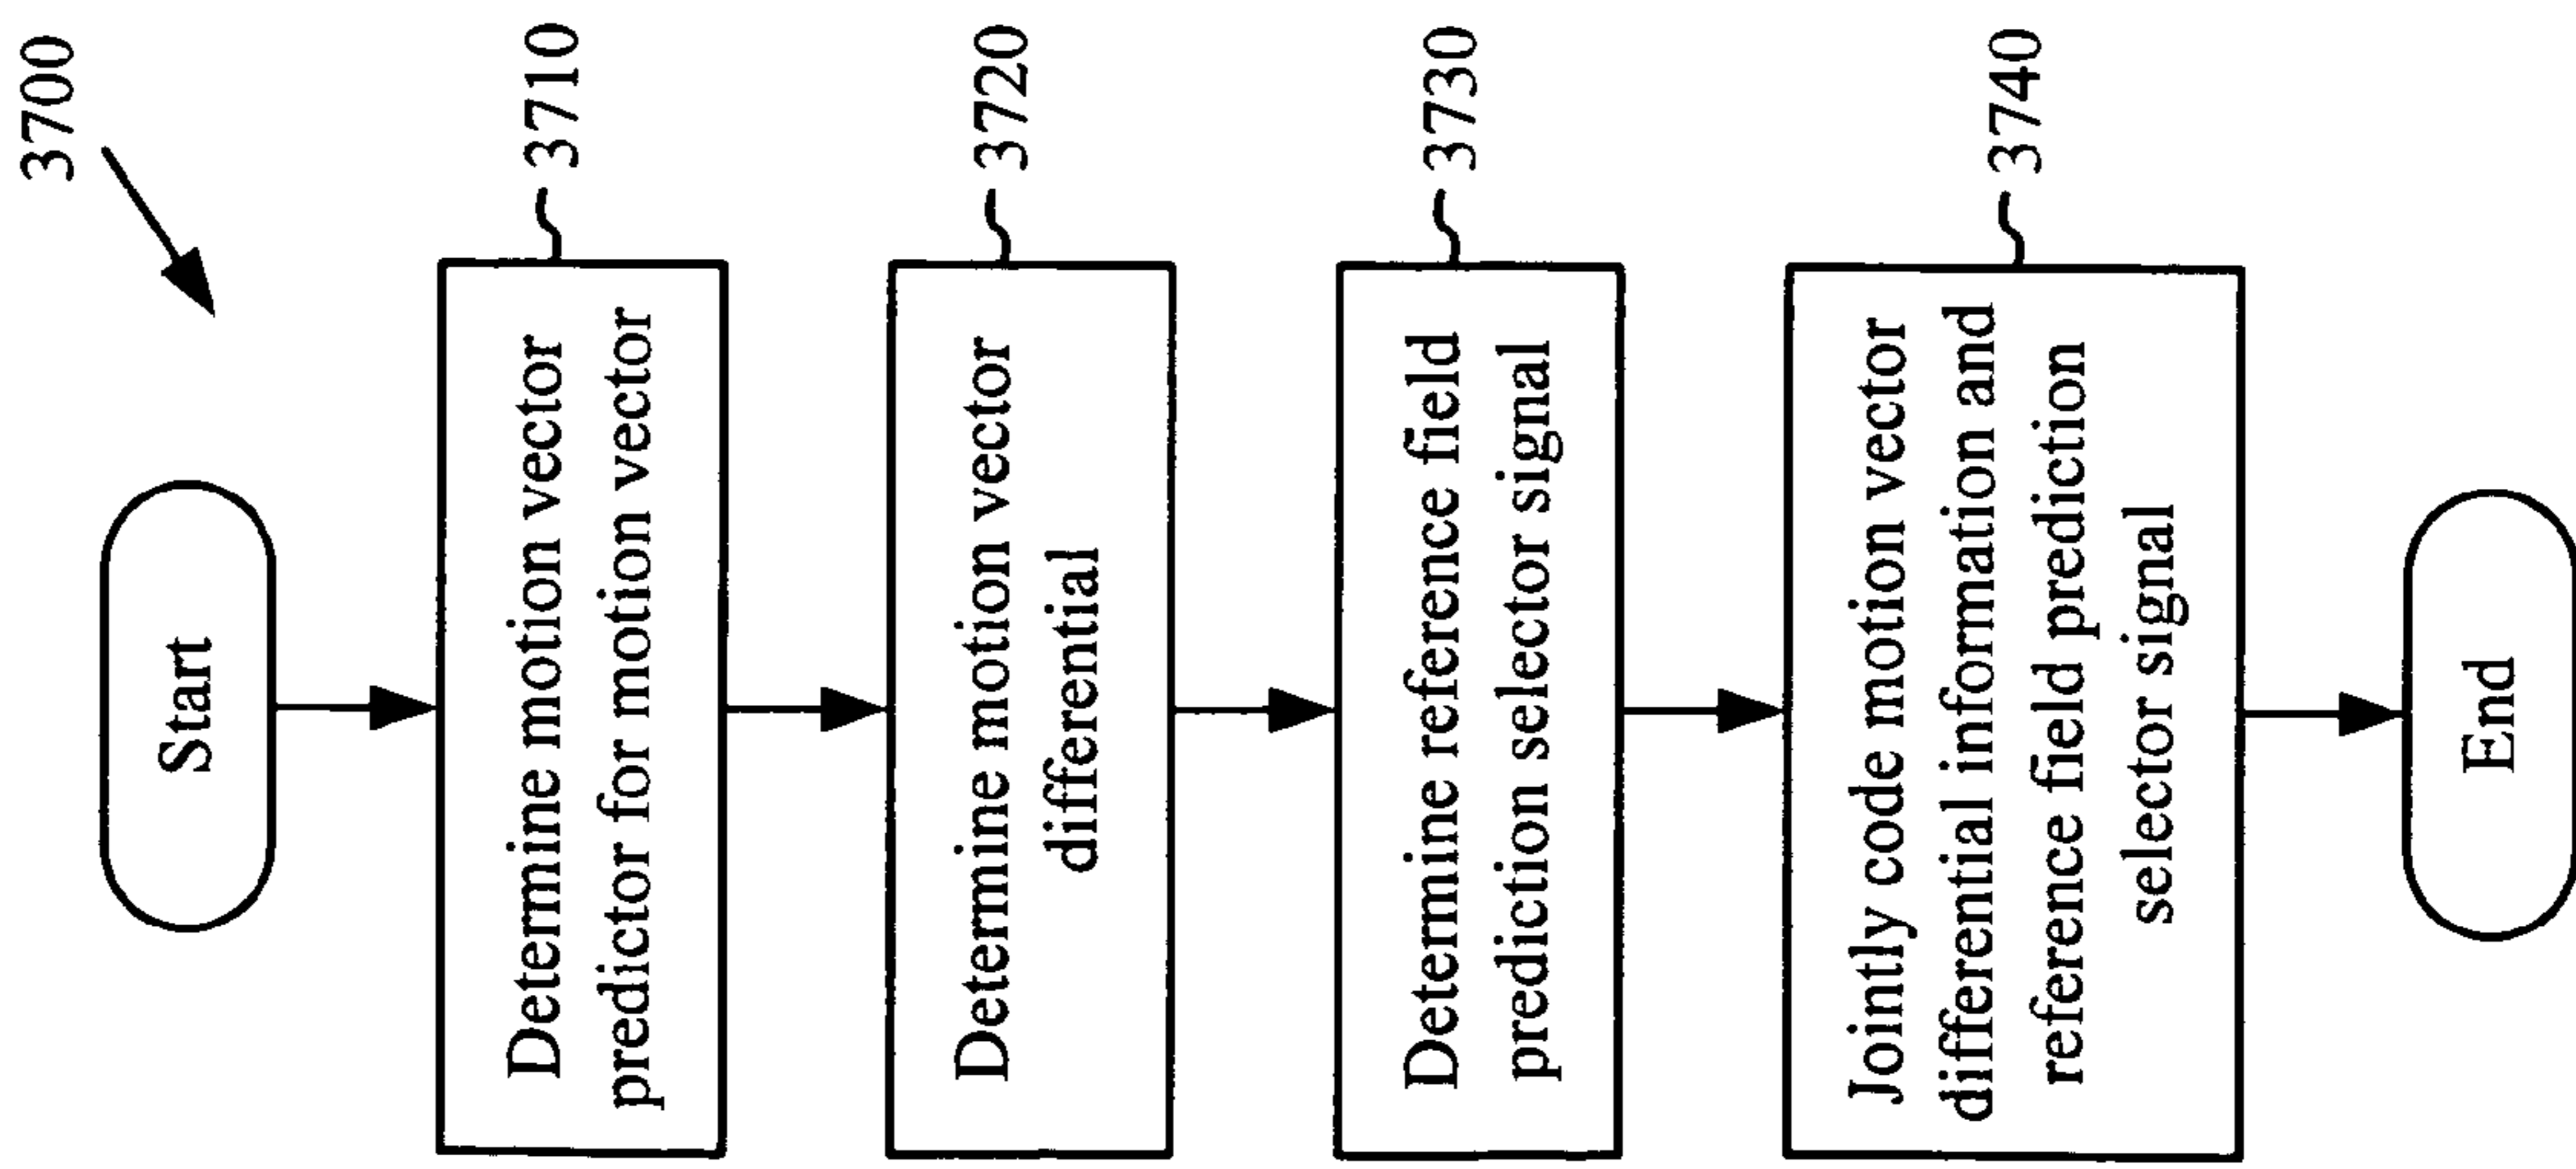 3700
Start
Determine motion vector
predictor for motion vector
3710
Determine motion vector
differential
3720
Determine reference field
prediction selector signal
3730
Jointly code motion vector
differential information and
reference field prediction
selector signal
3740
End